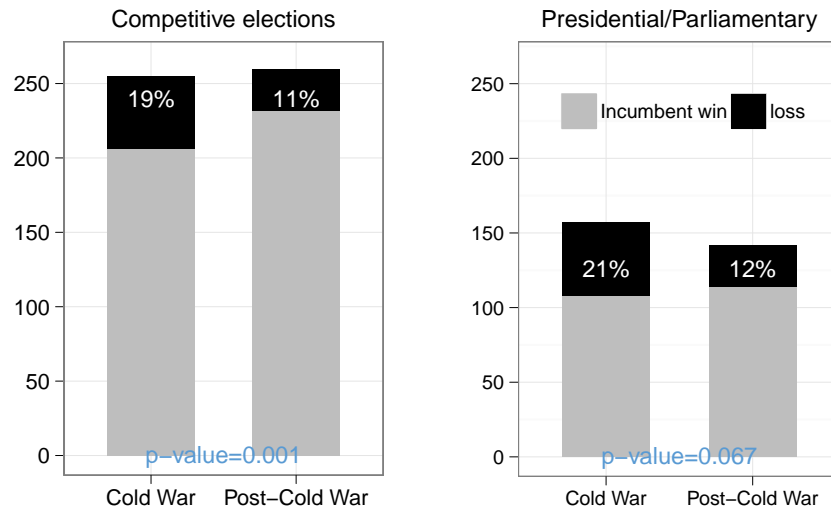 Competitive elections
250
200
150
100
50
0
19%
11%
p−value=0.001
Cold War
Post−Cold War
Presidential/Parliamentary
250
200
150
100
50
0
Incumbent win
loss
21%
12%
p−value=0.067
Cold War
Post−Cold War